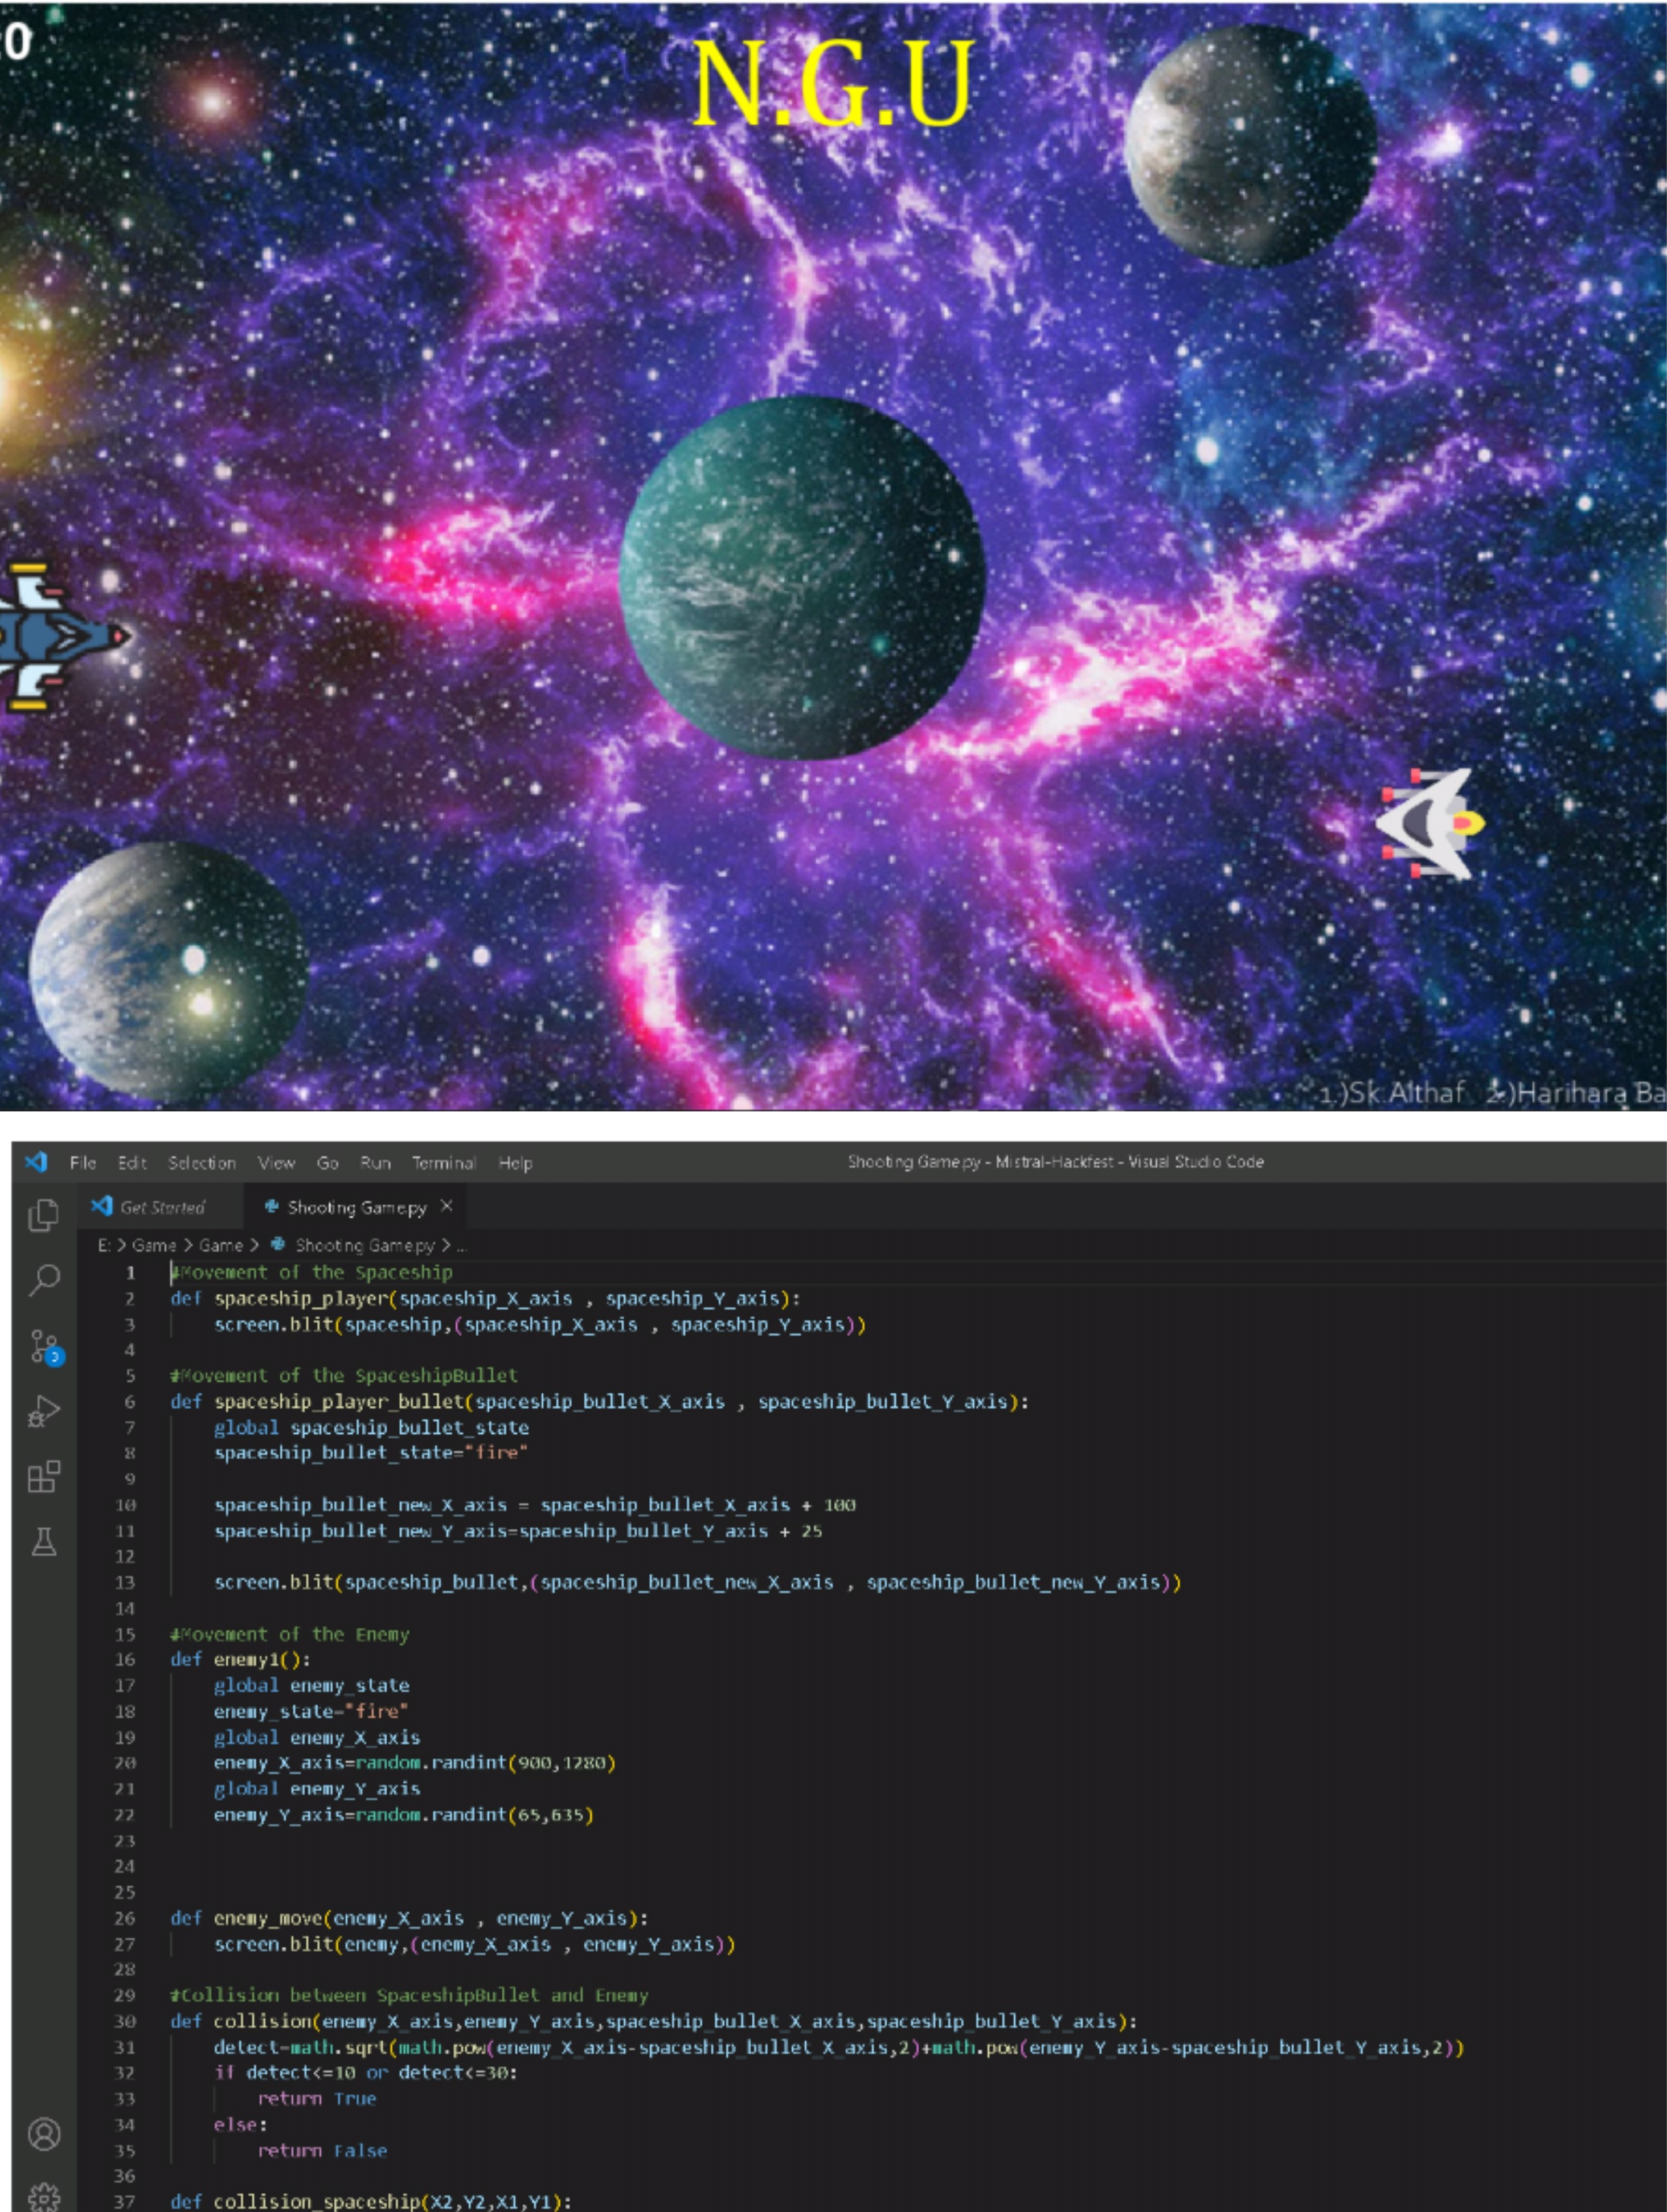 0
N.G.U
1.)Sk.Althaf 2.)Harihara Ba
File Edit Selection View Go Run Terminal Help Shooting Game.py - Mistral-Hackfest - Visual Studio Code
Get Started Shooting Game.py
E: > Game > Game > Shooting Game.py > ...
1 #Movement of the Spaceship
2 def spaceship_player(spaceship_X_axis , spaceship_Y_axis):
3 screen.blit(spaceship,(spaceship_X_axis , spaceship_Y_axis))
4
5 #Movement of the SpaceshipBullet
6 def spaceship_player_bullet(spaceship_bullet_X_axis , spaceship_bullet_Y_axis):
7 global spaceship_bullet_state
8 spaceship_bullet_state="fire"
9
10 spaceship_bullet_new_X_axis = spaceship_bullet_X_axis + 100
11 spaceship_bullet_new_Y_axis=spaceship_bullet_Y_axis + 25
12
13 screen.blit(spaceship_bullet,(spaceship_bullet_new_X_axis , spaceship_bullet_new_Y_axis))
14
15 #Movement of the Enemy
16 def enemy1():
17 global enemy_state
18 enemy_state="fire"
19 global enemy_X_axis
20 enemy_X_axis=random.randint(900,1280)
21 global enemy_Y_axis
22 enemy_Y_axis=random.randint(65,635)
23
24
25
26 def enemy_move(enemy_X_axis , enemy_Y_axis):
27 screen.blit(enemy,(enemy_X_axis , enemy_Y_axis))
28
29 #Collision between SpaceshipBullet and Enemy
30 def collision(enemy_X_axis,enemy_Y_axis,spaceship_bullet_X_axis,spaceship_bullet_Y_axis):
31 detect=math.sqrt(math.pow(enemy_X_axis-spaceship_bullet_X_axis,2)+math.pow(enemy_Y_axis-spaceship_bullet_Y_axis,2))
32 if detect<=10 or detect<=30:
33 return True
34 else:
35 return False
36
37 def collision_spaceship(X2,Y2,X1,Y1):